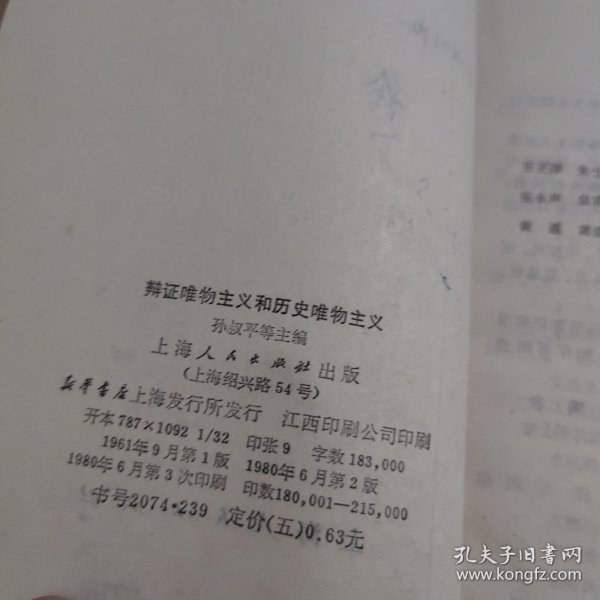 辩证唯物主义和历史唯物主义
孙叔平等主编
上海人民出版社出版
(上海绍兴路54号)
新华书店上海发行所发行 江西印刷公司印刷
开本787×1092 1/32 印张9 字数183,000
1961年9月第1版 1980年6月第2版
1980年6月第3次印刷 印数180,001—215,000
书号2074·239 定价(五)0.63元
孔夫子旧书网
www.kongfz.com